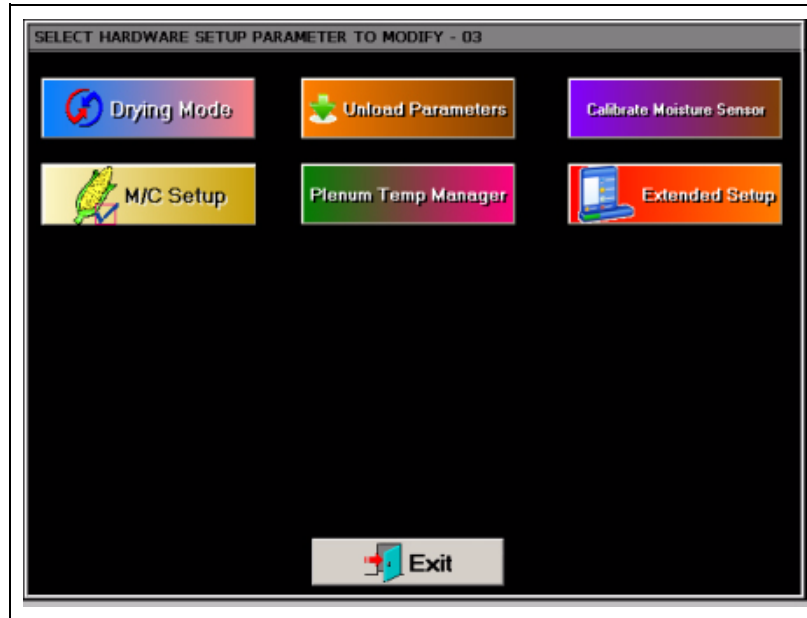 SELECT HARDWARE SETUP PARAMETER TO MODIFY - 03
Drying Mode
Unload Parameters
Calibrate Moisture Sensor
M/C Setup
Plenum Temp Manager
Extended Setup
Exit